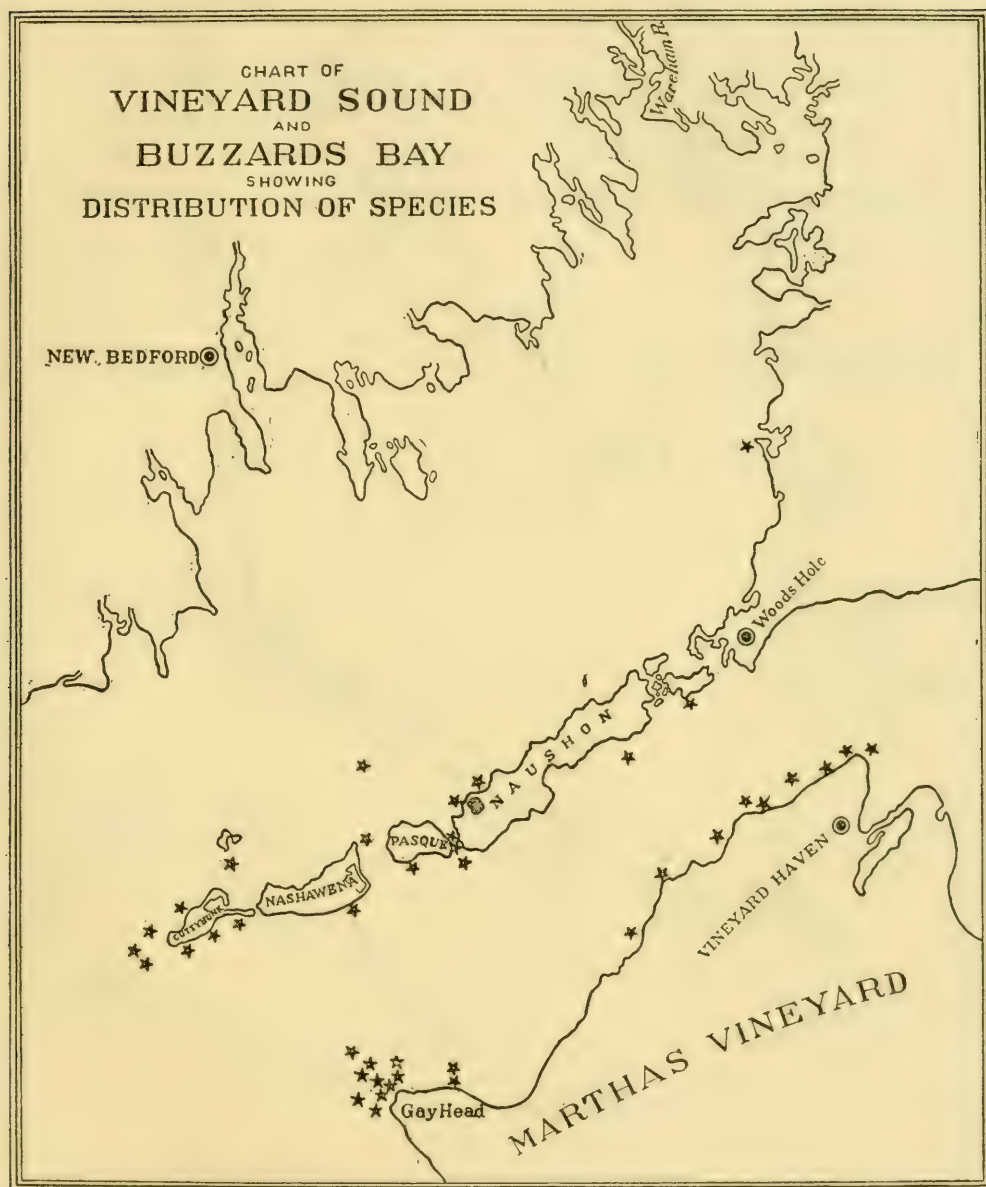 CHART OF
VINEYARD SOUND
AND
BUZZARDS BAY
SHOWING
DISTRIBUTION OF SPECIES
Wareham R.
NEW. BEDFORD
Woods Hole
NAUSHON
PASQUE
NASHAWENA
CUTTYHUNK
VINEYARD HAVEN
MARTHAS VINEYARD
Gay Head